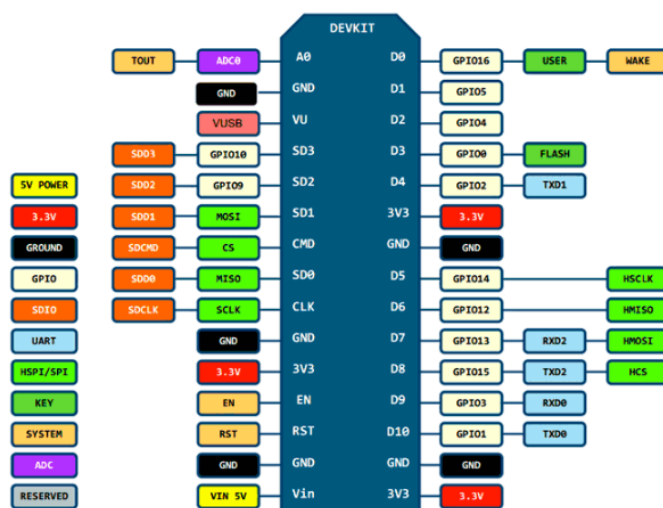 DEVKIT
TOUT ADC0 A0 D0 GPIO16 USER WAKE
GND GND D1 GPIO5
VUSB VU D2 GPIO4
SDD3 GPIO10 SD3 D3 GPIO0 FLASH
5V POWER SDD2 GPIO9 SD2 D4 GPIO2 TXD1
3.3V SDD1 MOSI SD1 3V3 3.3V
GROUND SDCMD CS CMD GND GND
GPIO SDD0 MISO SD0 D5 GPIO14 HSCLK
SDIO SDCLK SCLK CLK D6 GPIO12 HMISO
UART GND GND D7 GPIO13 RXD2 HMOSI
HSPI/SPI 3.3V 3V3 D8 GPIO15 TXD2 HCS
KEY EN EN D9 GPIO3 RXD0
SYSTEM RST RST D10 GPIO1 TXD0
ADC GND GND GND GND
RESERVED VIN 5V Vin 3V3 3.3V